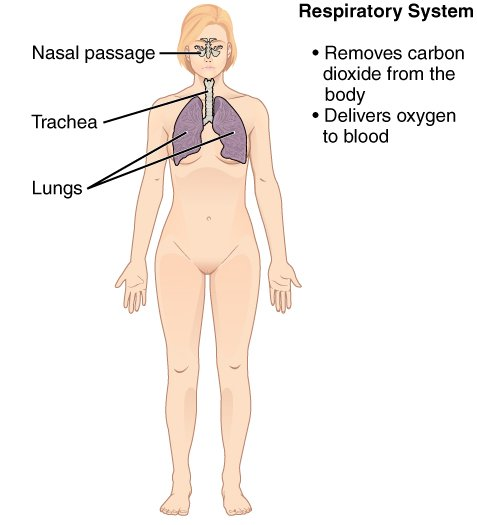 Respiratory System
Nasal passage
Trachea
Lungs
• Removes carbon
dioxide from the
body
• Delivers oxygen
to blood